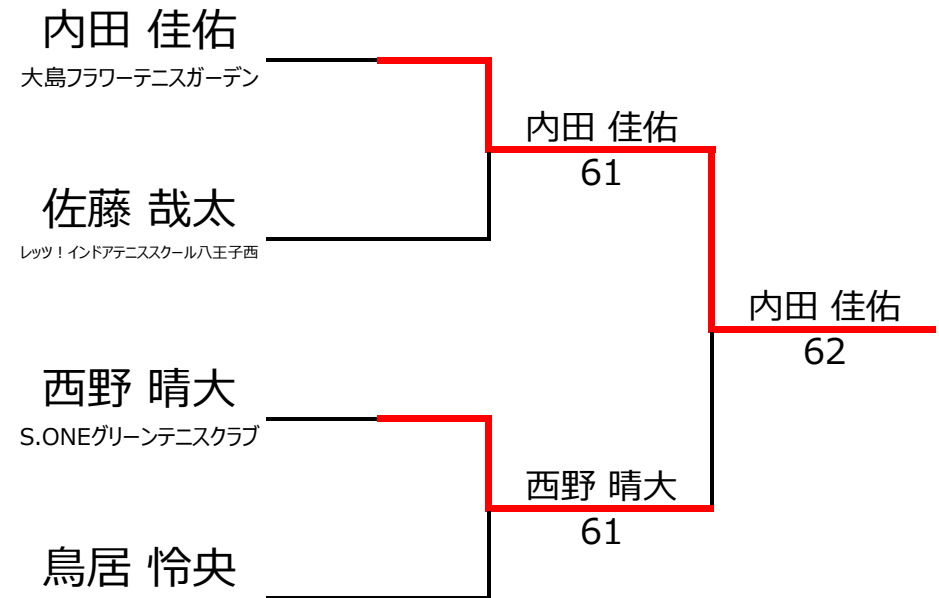 内田 佳佑
大島フラワーテニスガーデン
内田 佳佑
61
佐藤 哉太
レッツ！インドアテニススクール八王子西
内田 佳佑
62
西野 晴大
S.ONEグリーンテニスクラブ
西野 晴大
61
鳥居 怜央